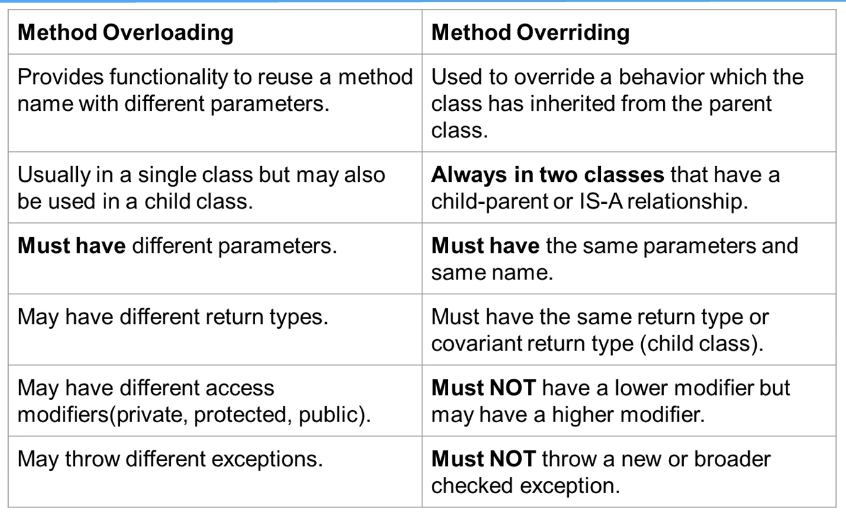 Method Overloading
Method Overriding
Provides functionality to reuse a method
name with different parameters.
Used to override a behavior which the
class has inherited from the parent
class.
Usually in a single class but may also
be used in a child class.
Always in two classes that have a
child-parent or IS-A relationship.
Must have different parameters.
Must have the same parameters and
same name.
May have different return types.
Must have the same return type or
covariant return type (child class).
May have different access
modifiers(private, protected, public).
Must NOT have a lower modifier but
may have a higher modifier.
May throw different exceptions.
Must NOT throw a new or broader
checked exception.